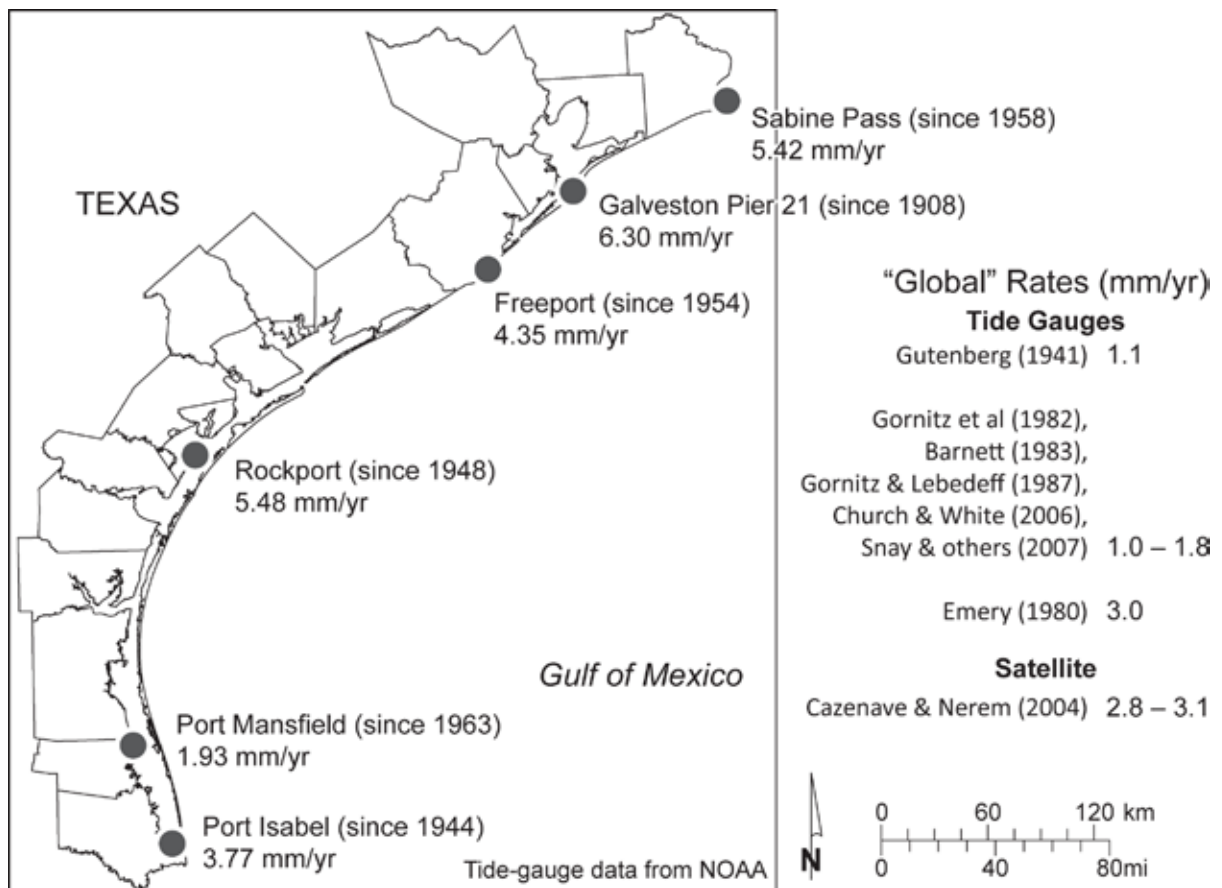 TEXAS
Sabine Pass (since 1958)
5.42 mm/yr
Galveston Pier 21 (since 1908)
6.30 mm/yr
Freeport (since 1954)
4.35 mm/yr
Rockport (since 1948)
5.48 mm/yr
Port Mansfield (since 1963)
1.93 mm/yr
Port Isabel (since 1944)
3.77 mm/yr
Gulf of Mexico
Tide-gauge data from NOAA
“Global” Rates (mm/yr)
Tide Gauges
Gutenberg (1941) 1.1
Gornitz et al (1982),
Barnett (1983),
Gornitz & Lebedeff (1987),
Church & White (2006),
Snay & others (2007) 1.0 – 1.8
Emery (1980) 3.0
Satellite
Cazenave & Nerem (2004) 2.8 – 3.1
N
0 60 120 km
0 40 80mi